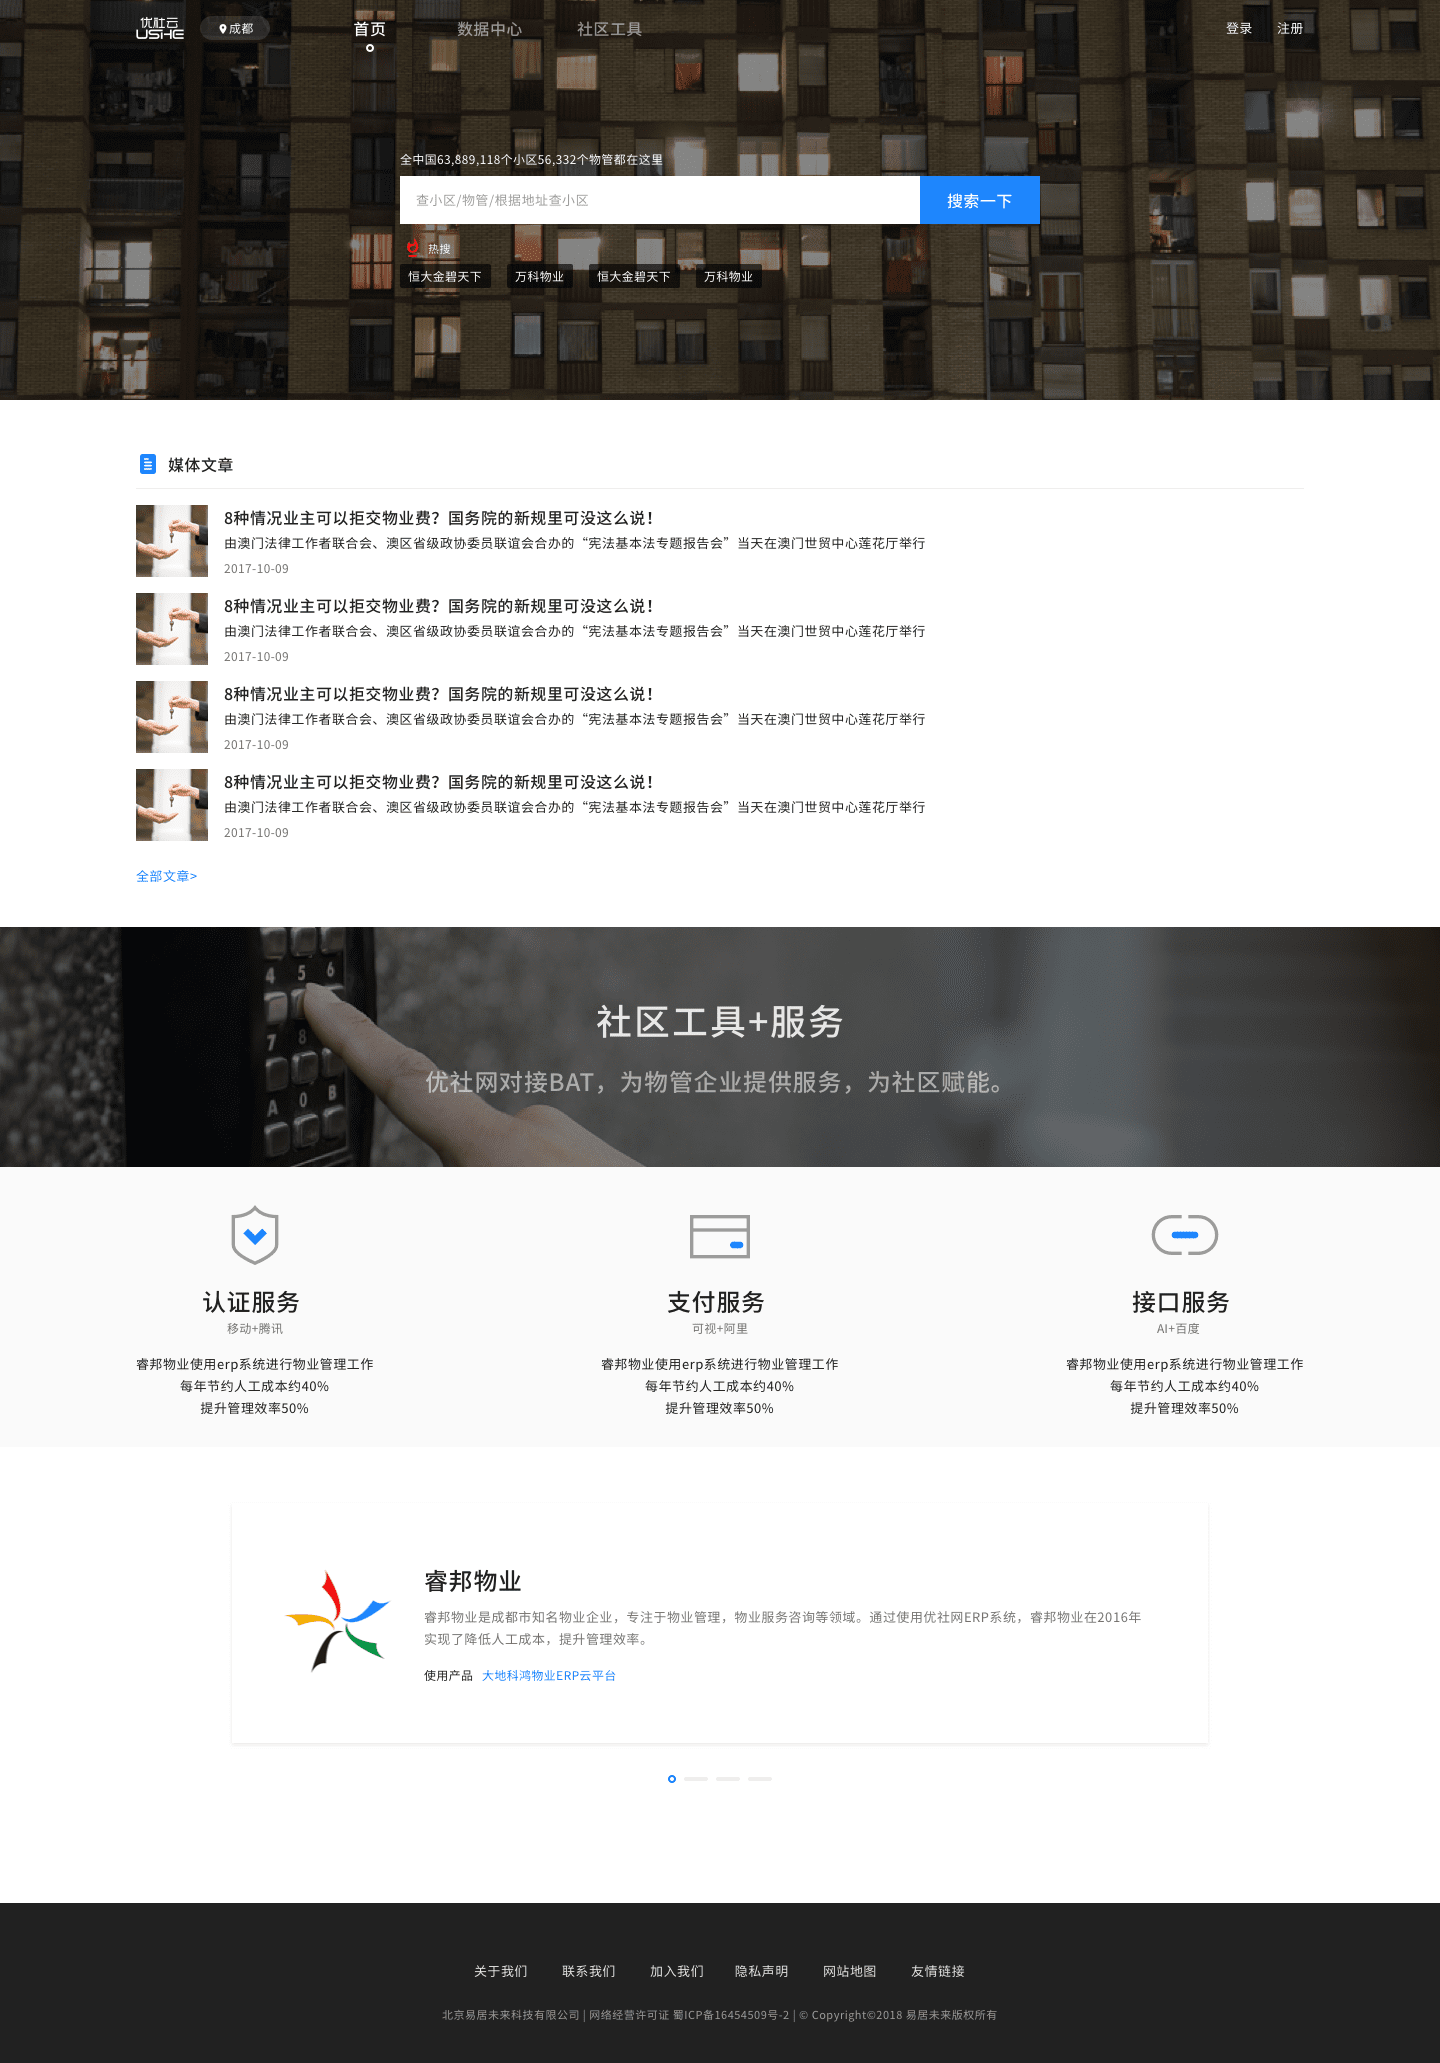 优社云
USHE
成都
首页
数据中心
社区工具
登录
注册
全中国63,889,118个小区56,332个物管都在这里
查小区/物管/根据地址查小区
搜索一下
热搜
恒大金碧天下
万科物业
恒大金碧天下
万科物业
媒体文章
8种情况业主可以拒交物业费？国务院的新规里可没这么说！
由澳门法律工作者联合会、澳区省级政协委员联谊会合办的“宪法基本法专题报告会”当天在澳门世贸中心莲花厅举行
2017-10-09
8种情况业主可以拒交物业费？国务院的新规里可没这么说！
由澳门法律工作者联合会、澳区省级政协委员联谊会合办的“宪法基本法专题报告会”当天在澳门世贸中心莲花厅举行
2017-10-09
8种情况业主可以拒交物业费？国务院的新规里可没这么说！
由澳门法律工作者联合会、澳区省级政协委员联谊会合办的“宪法基本法专题报告会”当天在澳门世贸中心莲花厅举行
2017-10-09
8种情况业主可以拒交物业费？国务院的新规里可没这么说！
由澳门法律工作者联合会、澳区省级政协委员联谊会合办的“宪法基本法专题报告会”当天在澳门世贸中心莲花厅举行
2017-10-09
全部文章>
4 5 6
7 8
A 0 B
社区工具+服务
优社网对接BAT，为物管企业提供服务，为社区赋能。
认证服务
移动+腾讯
睿邦物业使用erp系统进行物业管理工作
每年节约人工成本约40%
提升管理效率50%
支付服务
可视+阿里
睿邦物业使用erp系统进行物业管理工作
每年节约人工成本约40%
提升管理效率50%
接口服务
AI+百度
睿邦物业使用erp系统进行物业管理工作
每年节约人工成本约40%
提升管理效率50%
睿邦物业
睿邦物业是成都市知名物业企业，专注于物业管理，物业服务咨询等领域。通过使用优社网ERP系统，睿邦物业在2016年
实现了降低人工成本，提升管理效率。
使用产品 大地科鸿物业ERP云平台
关于我们
联系我们
加入我们
隐私声明
网站地图
友情链接
北京易居未来科技有限公司 | 网络经营许可证 蜀ICP备16454509号-2 | © Copyright©2018 易居未来版权所有